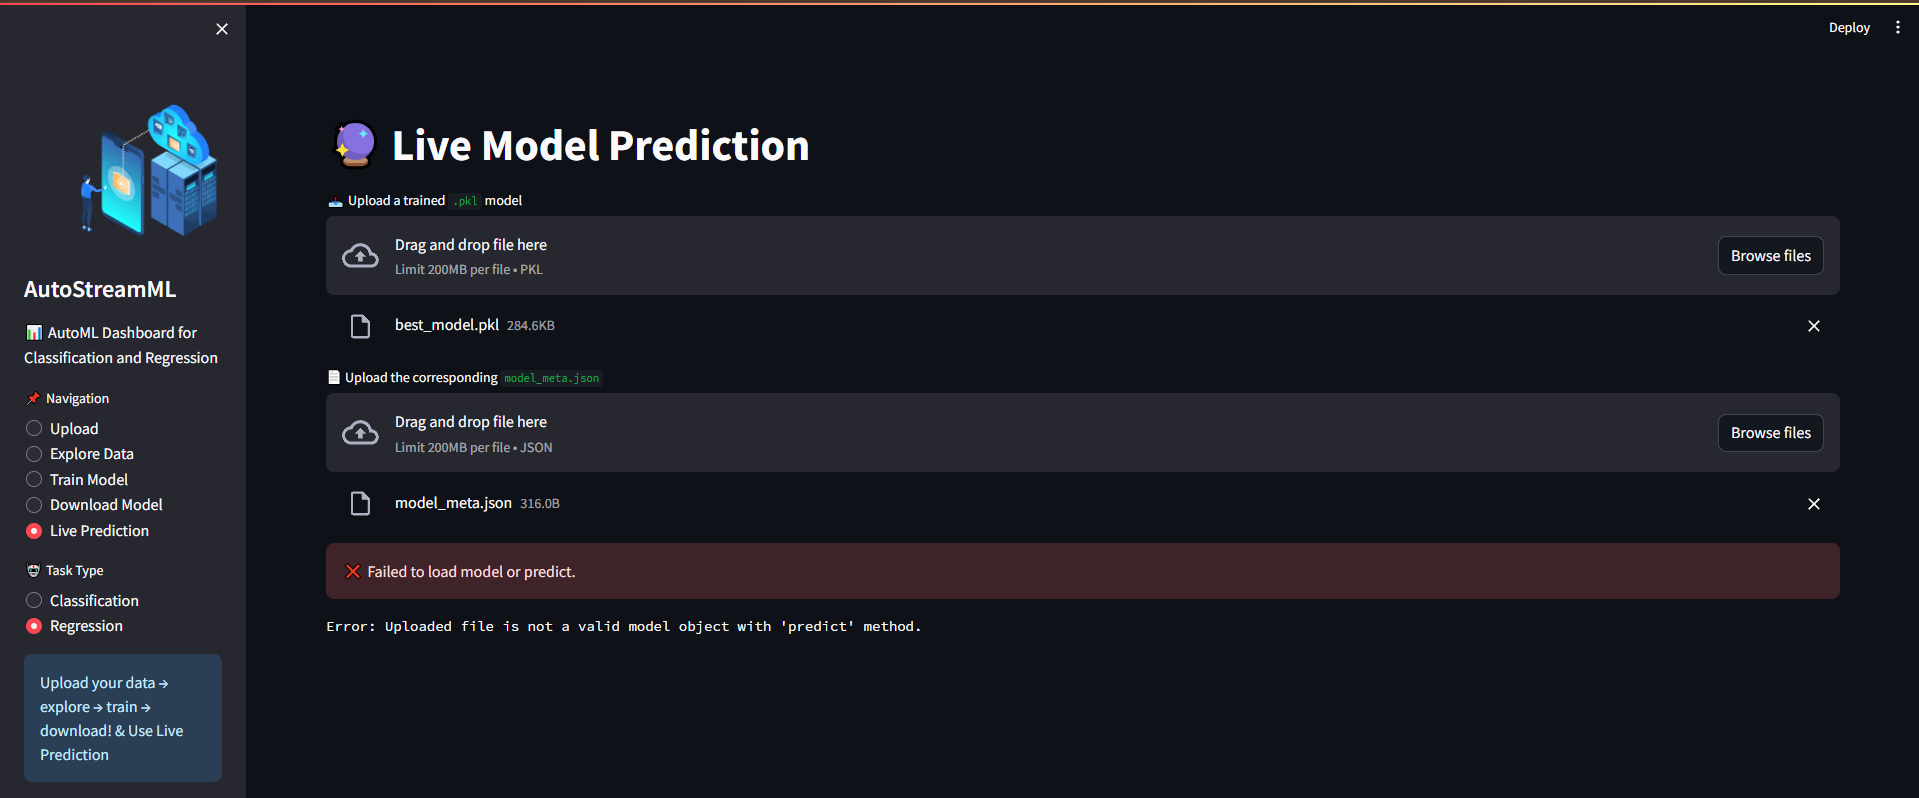 Deploy
AutoStreamML
📊 AutoML Dashboard for
Classification and Regression
📌 Navigation
Upload
Explore Data
Train Model
Download Model
Live Prediction
🤖 Task Type
Classification
Regression
Upload your data →
explore → train →
download! & Use Live
Prediction
🔮 Live Model Prediction
📤 Upload a trained .pkl model
Drag and drop file here
Limit 200MB per file • PKL
Browse files
best_model.pkl 284.6KB
📄 Upload the corresponding model_meta.json
Drag and drop file here
Limit 200MB per file • JSON
Browse files
model_meta.json 316.0B
❌ Failed to load model or predict.
Error: Uploaded file is not a valid model object with 'predict' method.